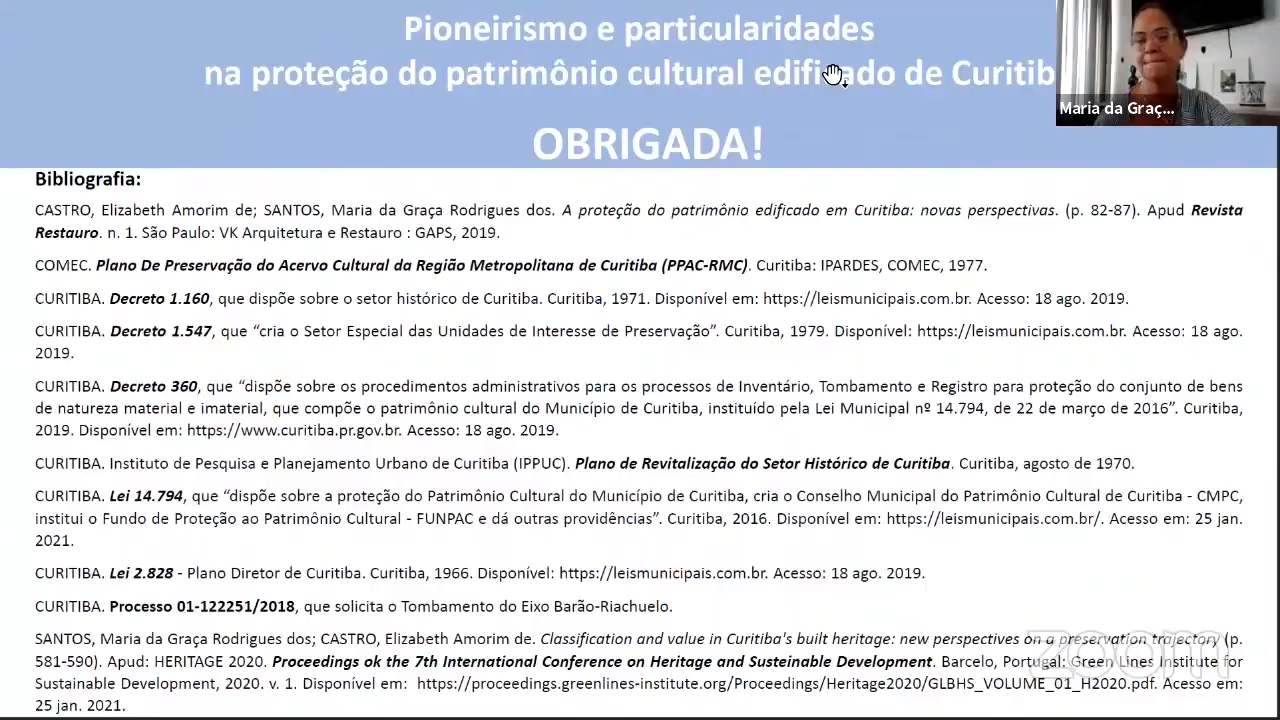 Pioneirismo e particularidades
na proteção do patrimônio cultural edificado de Curitib
Maria da Graç...
OBRIGADA!
Bibliografia:
CASTRO, Elizabeth Amorim de; SANTOS, Maria da Graça Rodrigues dos. A proteção do patrimônio edificado em Curitiba: novas perspectivas. (p. 82-87). Apud Revista
Restauro. n. 1. São Paulo: VK Arquitetura e Restauro : GAPS, 2019.
COMEC. Plano De Preservação do Acervo Cultural da Região Metropolitana de Curitiba (PPAC-RMC). Curitiba: IPARDES, COMEC, 1977.
CURITIBA. Decreto 1.160, que dispõe sobre o setor histórico de Curitiba. Curitiba, 1971. Disponível em: https://leismunicipais.com.br. Acesso: 18 ago. 2019.
CURITIBA. Decreto 1.547, que “cria o Setor Especial das Unidades de Interesse de Preservação”. Curitiba, 1979. Disponível: https://leismunicipais.com.br. Acesso: 18 ago.
2019.
CURITIBA. Decreto 360, que “dispõe sobre os procedimentos administrativos para os processos de Inventário, Tombamento e Registro para proteção do conjunto de bens
de natureza material e imaterial, que compõe o patrimônio cultural do Município de Curitiba, instituído pela Lei Municipal nº 14.794, de 22 de março de 2016”. Curitiba,
2019. Disponível em: https://www.curitiba.pr.gov.br. Acesso: 18 ago. 2019.
CURITIBA. Instituto de Pesquisa e Planejamento Urbano de Curitiba (IPPUC). Plano de Revitalização do Setor Histórico de Curitiba. Curitiba, agosto de 1970.
CURITIBA. Lei 14.794, que “dispõe sobre a proteção do Patrimônio Cultural do Município de Curitiba, cria o Conselho Municipal do Patrimônio Cultural de Curitiba - CMPC,
institui o Fundo de Proteção ao Patrimônio Cultural - FUNPAC e dá outras providências”. Curitiba, 2016. Disponível em: https://leismunicipais.com.br/. Acesso em: 25 jan.
2021.
CURITIBA. Lei 2.828 - Plano Diretor de Curitiba. Curitiba, 1966. Disponível: https://leismunicipais.com.br. Acesso: 18 ago. 2019.
CURITIBA. Processo 01-122251/2018, que solicita o Tombamento do Eixo Barão-Riachuelo.
SANTOS, Maria da Graça Rodrigues dos; CASTRO, Elizabeth Amorim de. Classification and value in Curitiba's built heritage: new perspectives on a preservation trajectory (p.
581-590). Apud: HERITAGE 2020. Proceedings ok the 7th International Conference on Heritage and Susteinable Development. Barcelo, Portugal: Green Lines Institute for
Sustainable Development, 2020. v. 1. Disponível em: https://proceedings.greenlines-institute.org/Proceedings/Heritage2020/GLBHS_VOLUME_01_H2020.pdf. Acesso em:
25 jan. 2021.
zoom